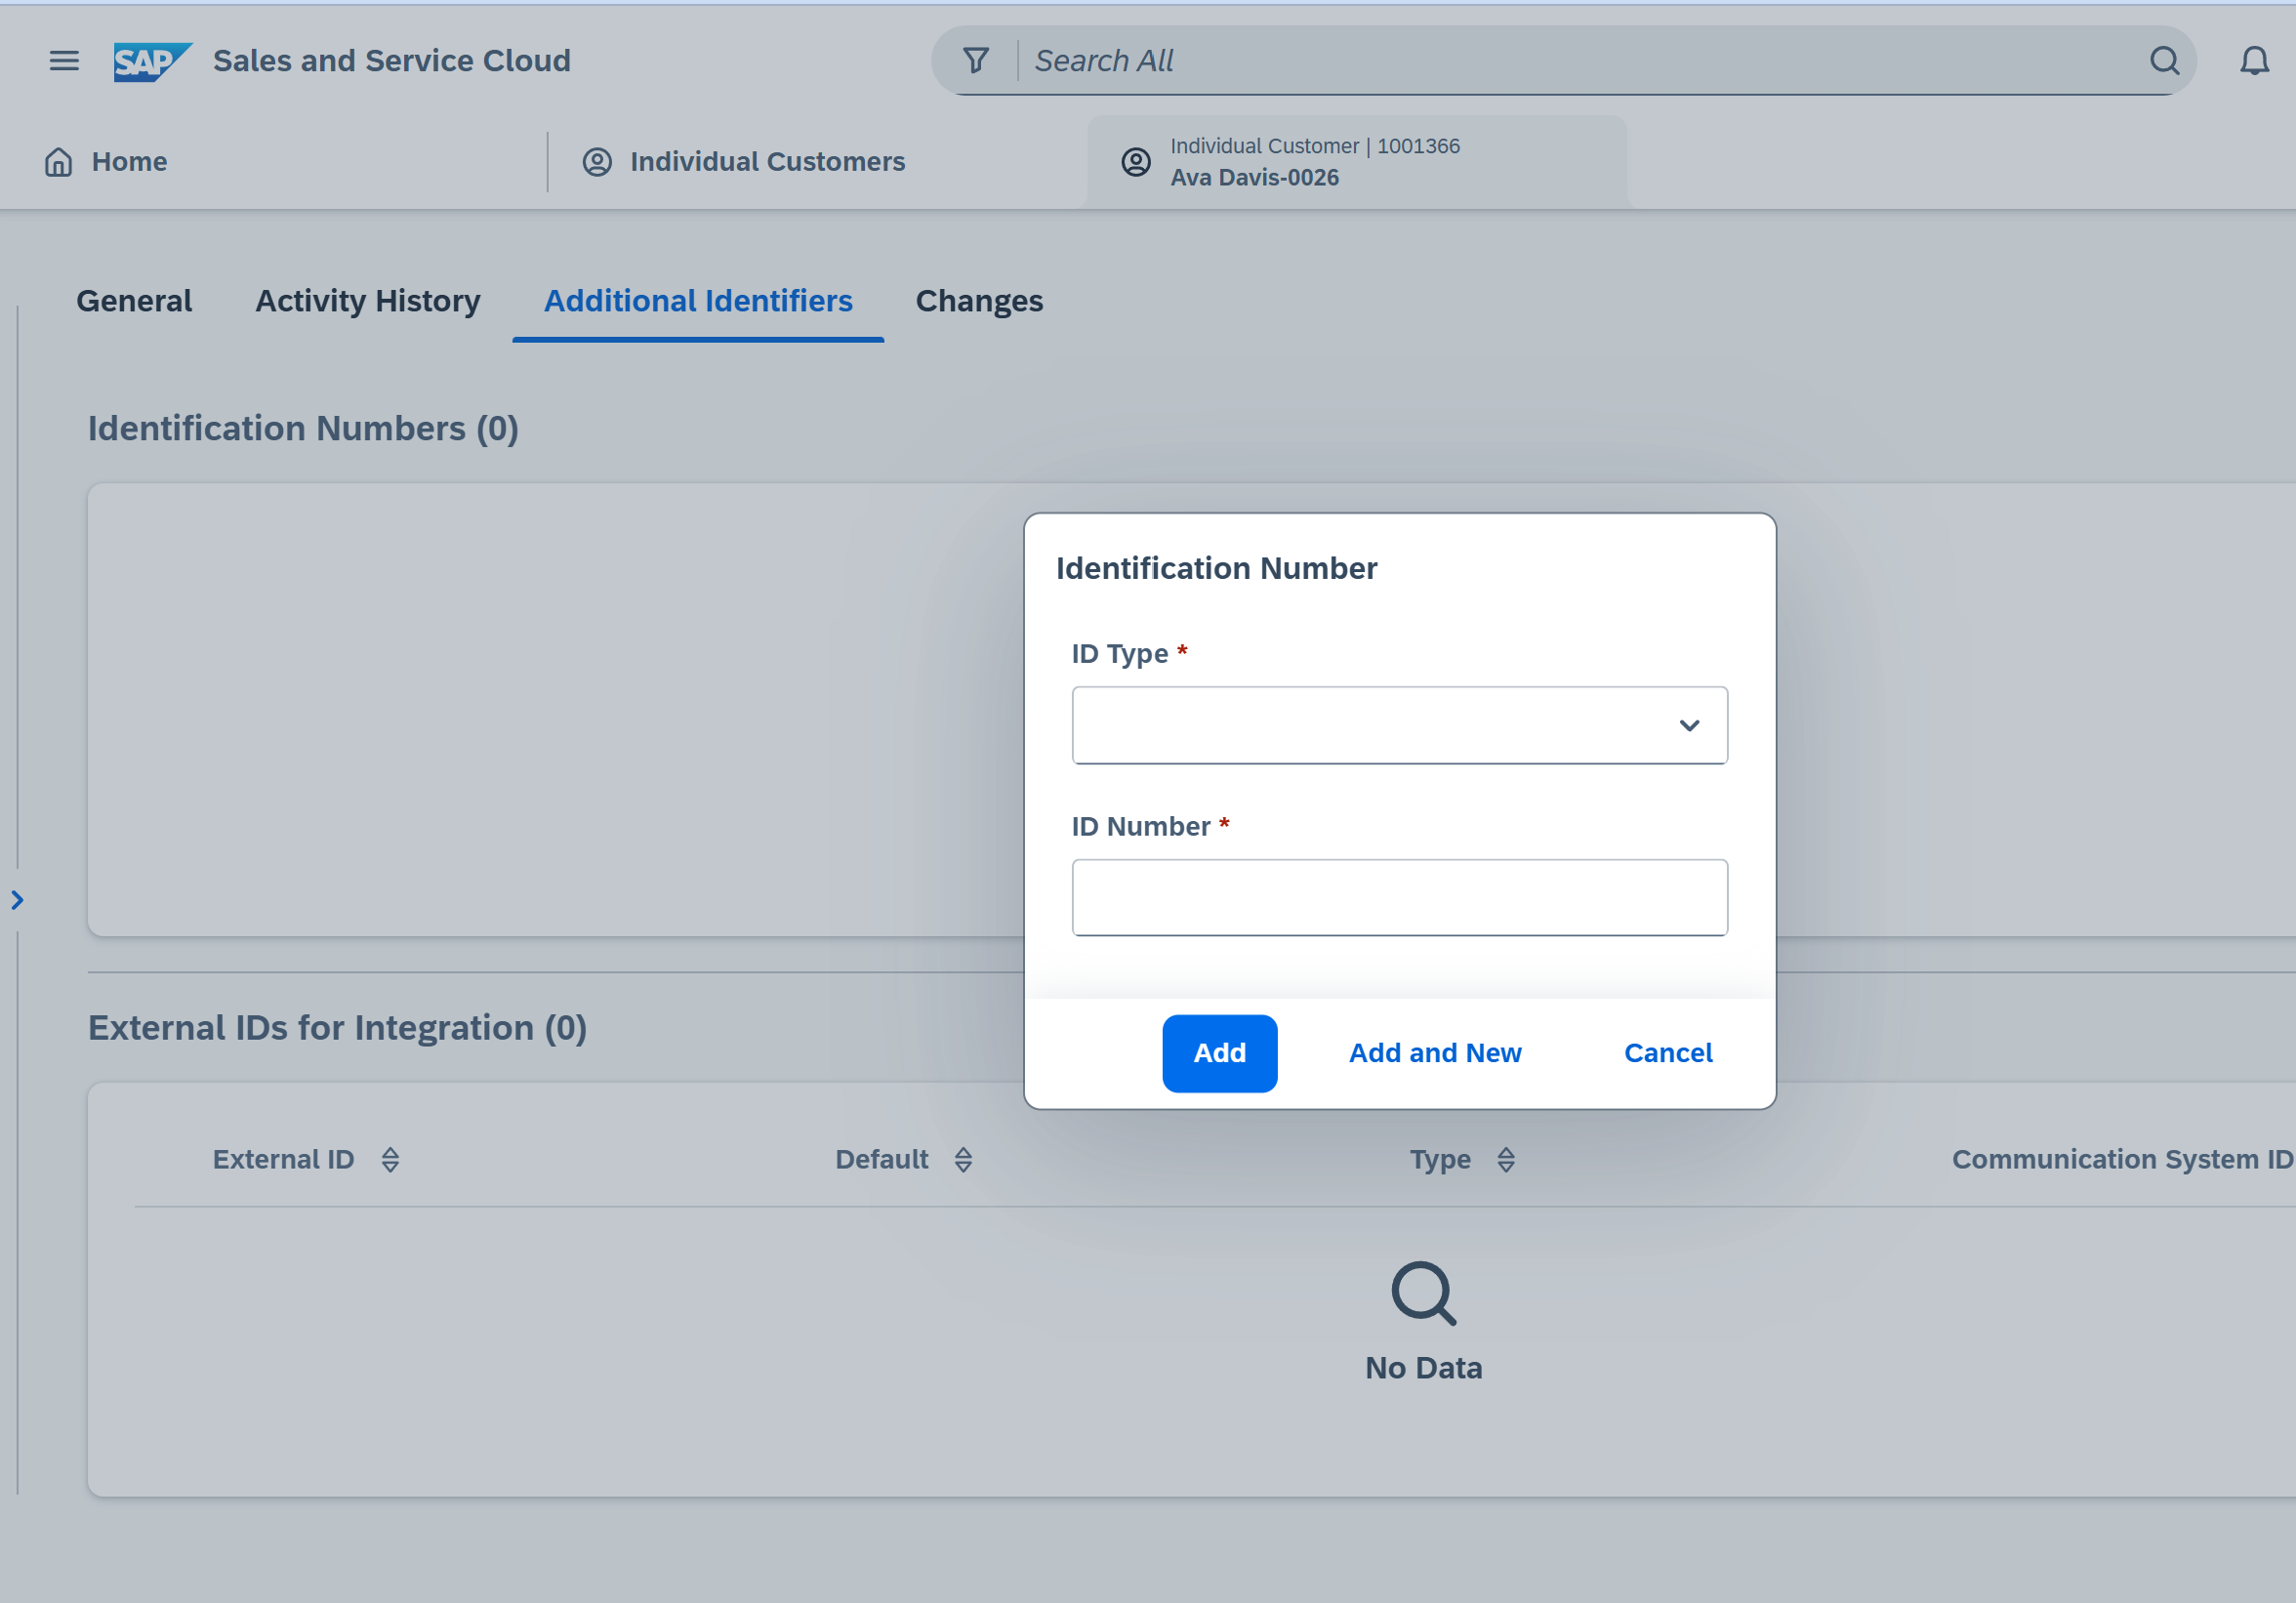 SAP Sales and Service Cloud
Search All
Home
Individual Customers
Individual Customer | 1001366
Ava Davis-0026
General
Activity History
Additional Identifiers
Changes
Identification Numbers (0)
Identification Number
ID Type *
ID Number *
Add
Add and New
Cancel
External IDs for Integration (0)
External ID
Default
Type
Communication System ID
No Data